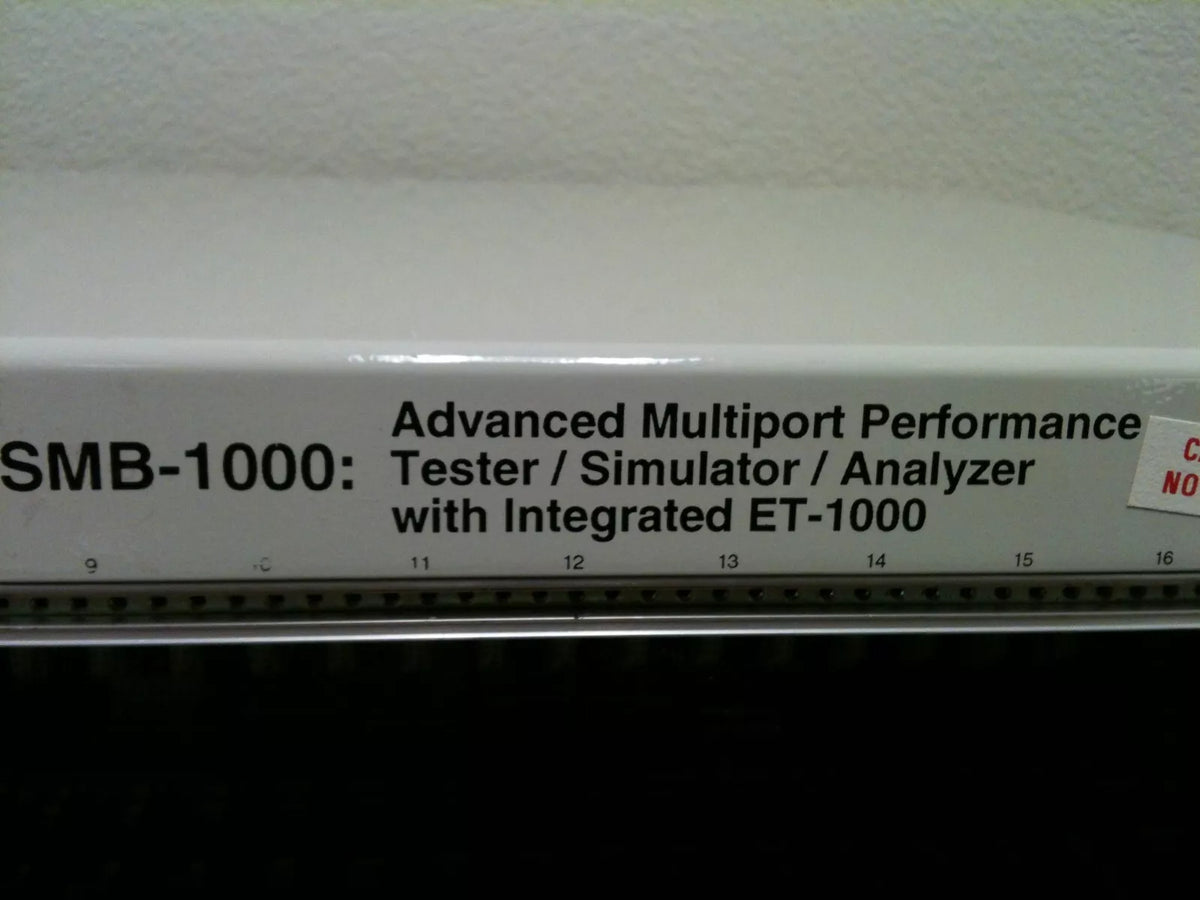 SMB-1000:
Advanced Multiport Performance
Tester / Simulator / Analyzer
with Integrated ET-1000
NO
9 11 12 13 14 15 16